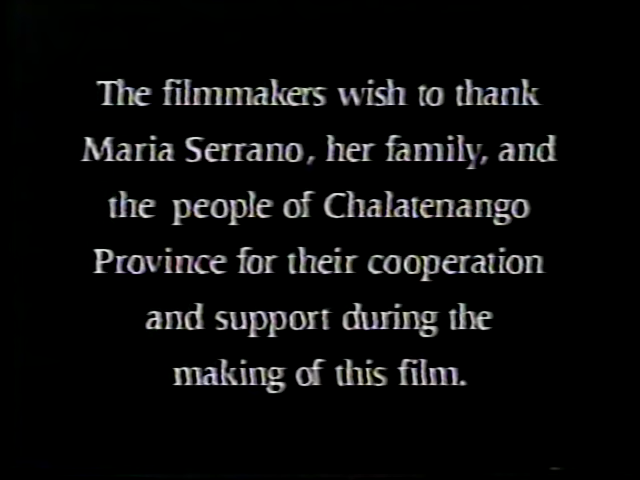 The filmmakers wish to thank
Maria Serrano, her family, and
the people of Chalatenango
Province for their cooperation
and support during the
making of this film.